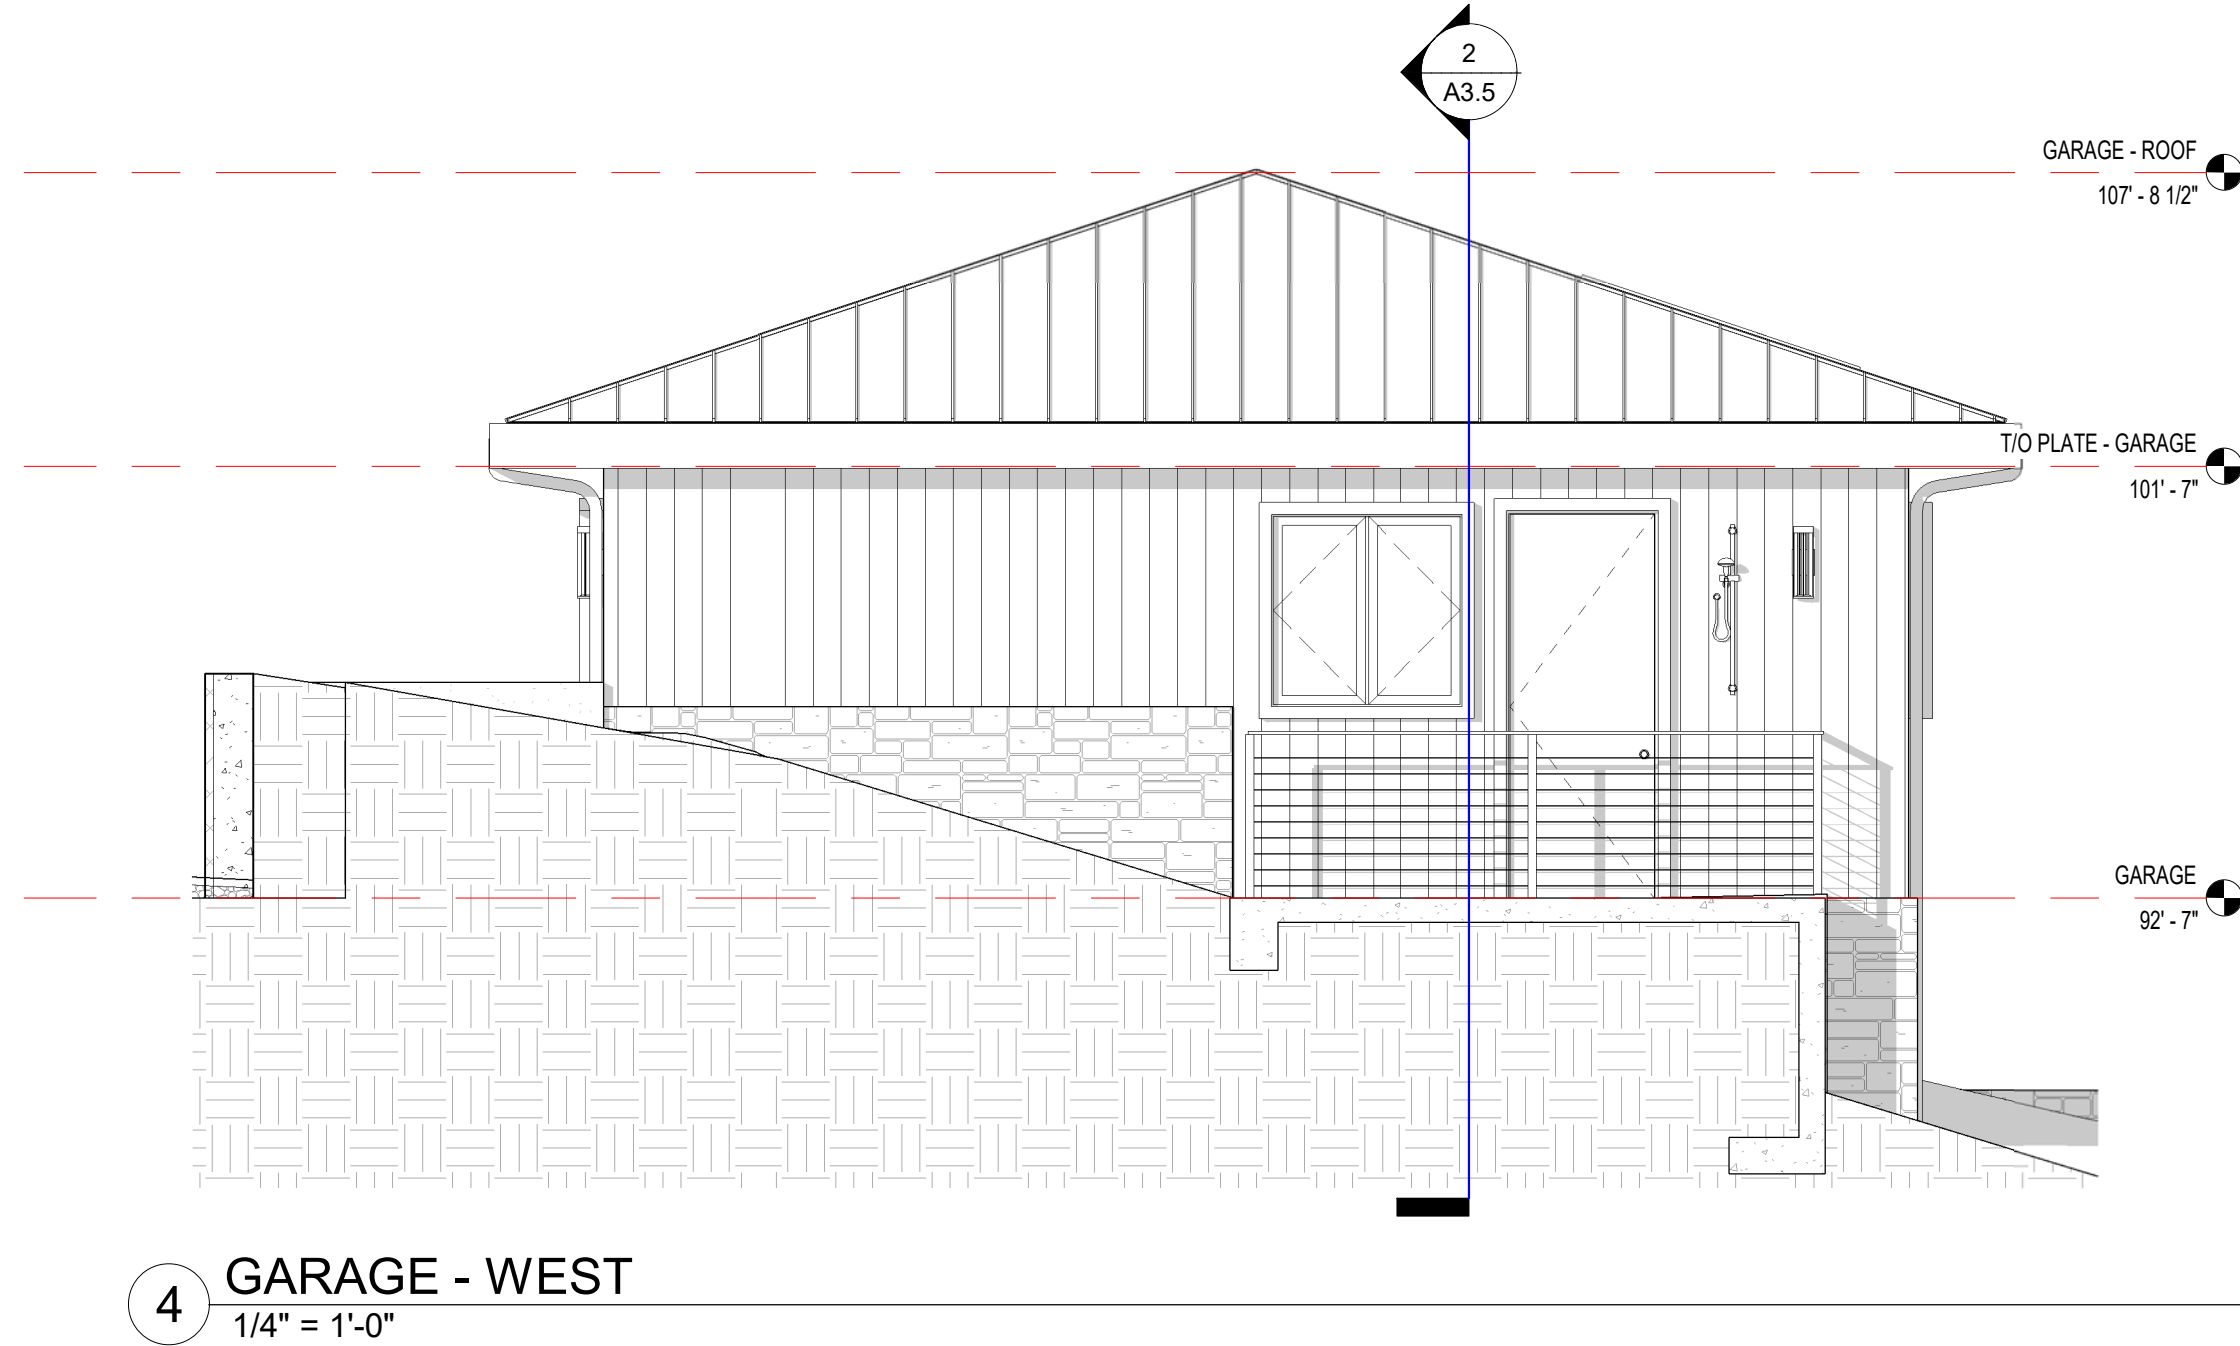 2
A3.5
GARAGE - ROOF
107' - 8 1/2"
T/O PLATE - GARAGE
101' - 7"
GARAGE
92' - 7"
4
GARAGE - WEST
1/4" = 1'-0"